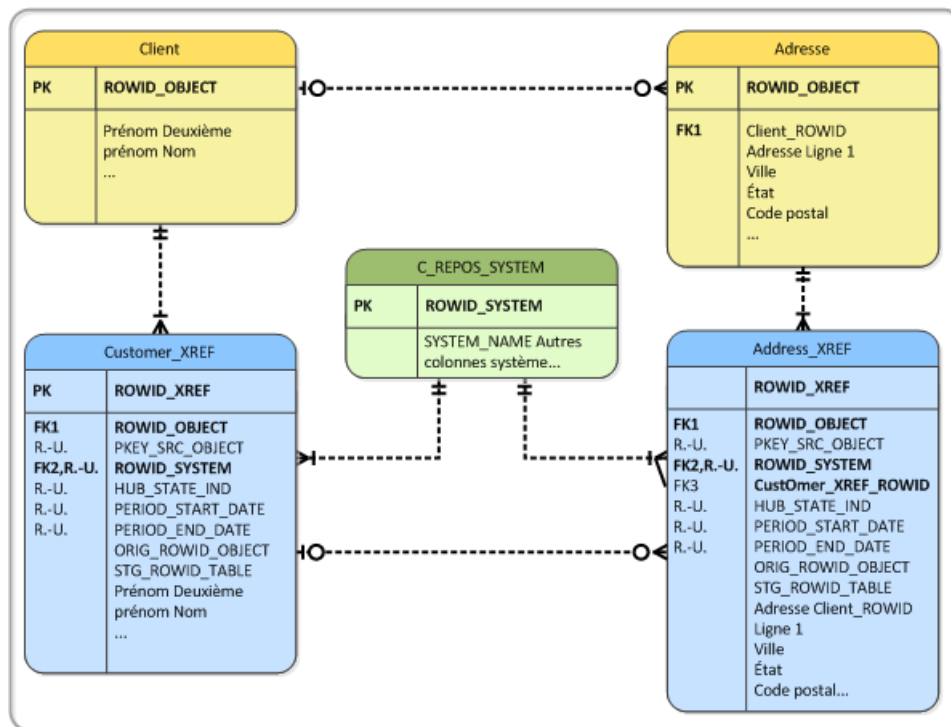 Client
PK ROWID_OBJECT
Prénom Deuxième
prénom Nom
...
Adresse
PK ROWID_OBJECT
FK1 Client_ROWID
Adresse Ligne 1
Ville
État
Code postal
...
C_REPOS_SYSTEM
PK ROWID_SYSTEM
SYSTEM_NAME Autres
colonnes système...
Customer_XREF
PK ROWID_XREF
FK1 ROWID_OBJECT
R.-U. PKEY_SRC_OBJECT
FK2,R.-U. ROWID_SYSTEM
R.-U. HUB_STATE_IND
R.-U. PERIOD_START_DATE
R.-U. PERIOD_END_DATE
ORIG_ROWID_OBJECT
STG_ROWID_TABLE
Prénom Deuxième
prénom Nom
...
Address_XREF
ROWID_XREF
FK1 ROWID_OBJECT
R.-U. PKEY_SRC_OBJECT
FK2,R.-U. ROWID_SYSTEM
FK3 CustOmer_XREF_ROWID
R.-U. HUB_STATE_IND
R.-U. PERIOD_START_DATE
R.-U. PERIOD_END_DATE
ORIG_ROWID_OBJECT
STG_ROWID_TABLE
Adresse Client_ROWID
Ligne 1
Ville
État
Code postal...